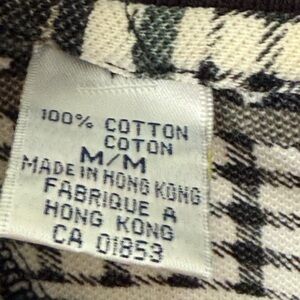 100% COTTON
COTON
M/M
MADE IN HONG KONG
FABRIQUE A
HONG KONG
CA 01853